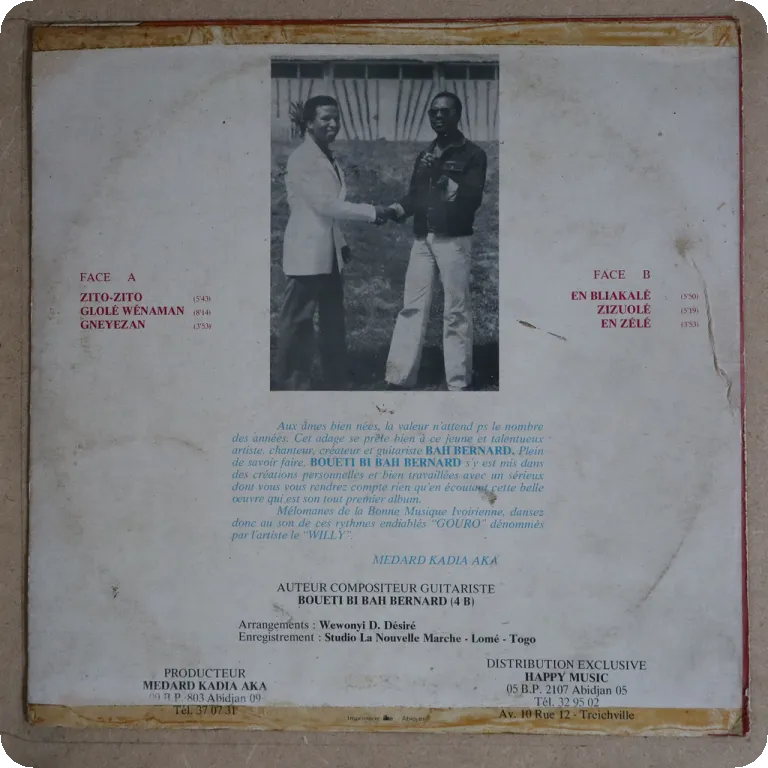 FACE A
ZITO-ZITO (5'43)
GLOLÉ WÉNAMAN (8'14)
GNEYEZAN (3'53)
FACE B
EN BLIAKALÉ (5'50)
ZIZUOLÉ (5'19)
EN ZÉLÉ (3'53)
Aux âmes bien nées, la valeur n'attend ps le nombre
des années. Cet adage se prête bien à ce jeune et talentueux
artiste, chanteur, créateur et guitariste BAH BERNARD. Plein
de savoir faire, BOUETI BI BAH BERNARD s'y est mis dans
des créations personnelles et bien travaillées avec un sérieux
dont vous vous rendrez compte rien qu'en écoutant cette belle
œuvre qui est son tout premier album.
Mélomanes de la Bonne Musique Ivoirienne, dansez
donc au son de ces rythmes endiablés "GOURO" dénommés
par l'artiste le "WILLY".
MEDARD KADIA AKA
AUTEUR COMPOSITEUR GUITARISTE
BOUETI BI BAH BERNARD (4 B)
Arrangements : Wewonyi D. Désiré
Enregistrement : Studio La Nouvelle Marche - Lomé - Togo
PRODUCTEUR
MEDARD KADIA AKA
09 B.P. 803 Abidjan 09
Tél. 37 07 31
DISTRIBUTION EXCLUSIVE
HAPPY MUSIC
05 B.P. 2107 Abidjan 05
Tél. 32 95 02
Av. 10 Rue 12 - Treichville